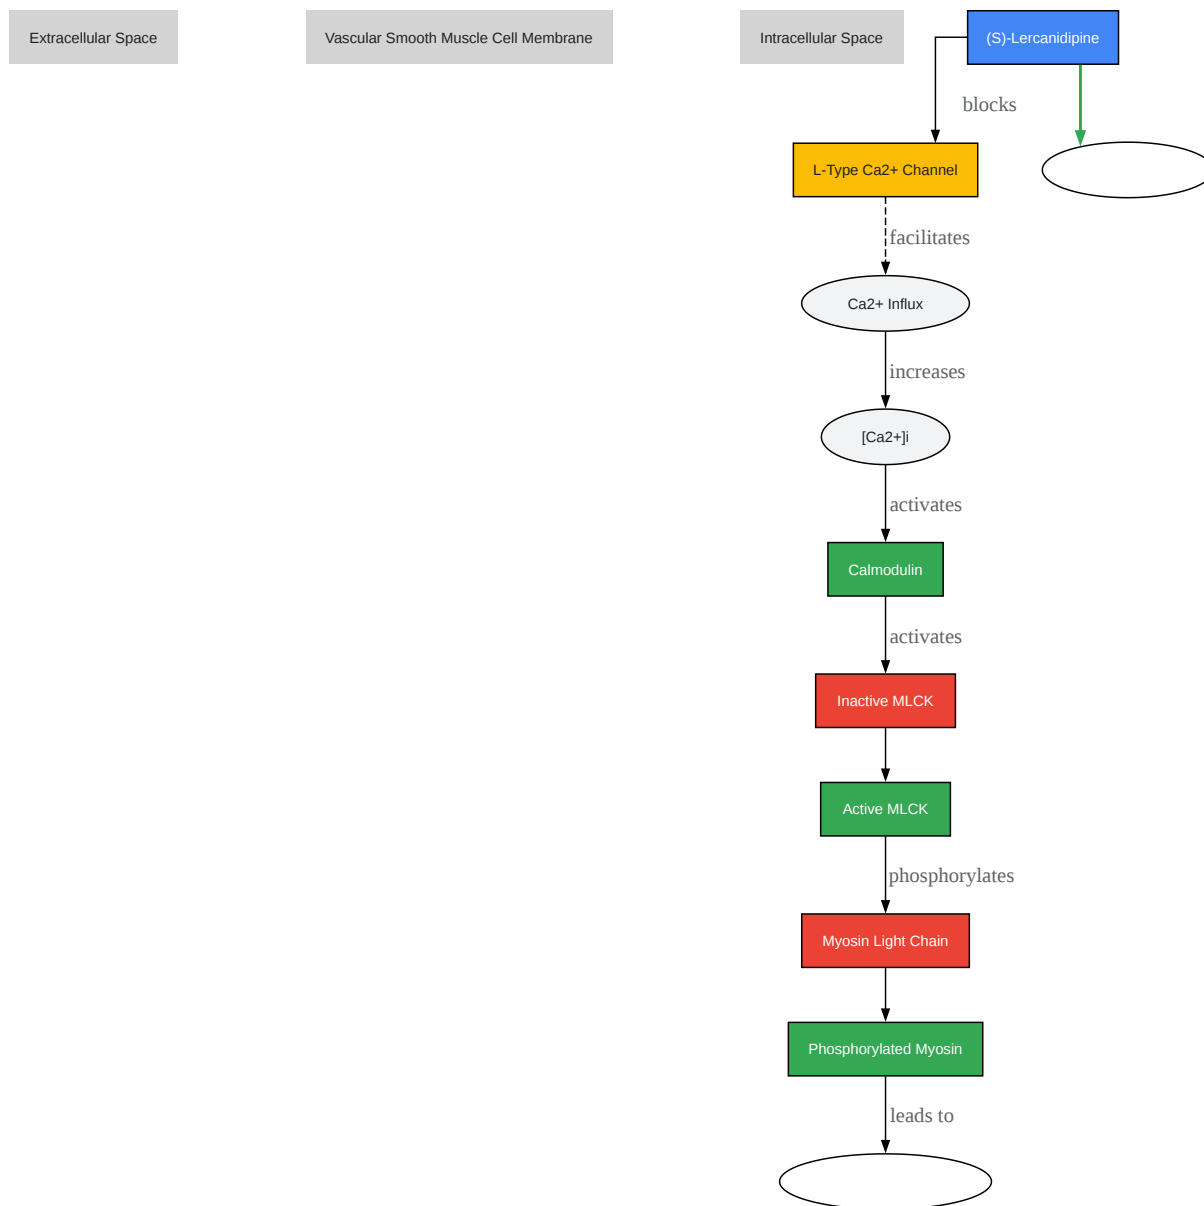 Extracellular Space
Vascular Smooth Muscle Cell Membrane
Intracellular Space
(S)-Lercanidipine
blocks
L-Type Ca2+ Channel
facilitates
Ca2+ Influx
increases
[Ca2+]i
activates
Calmodulin
activates
Inactive MLCK
Active MLCK
phosphorylates
Myosin Light Chain
Phosphorylated Myosin
leads to